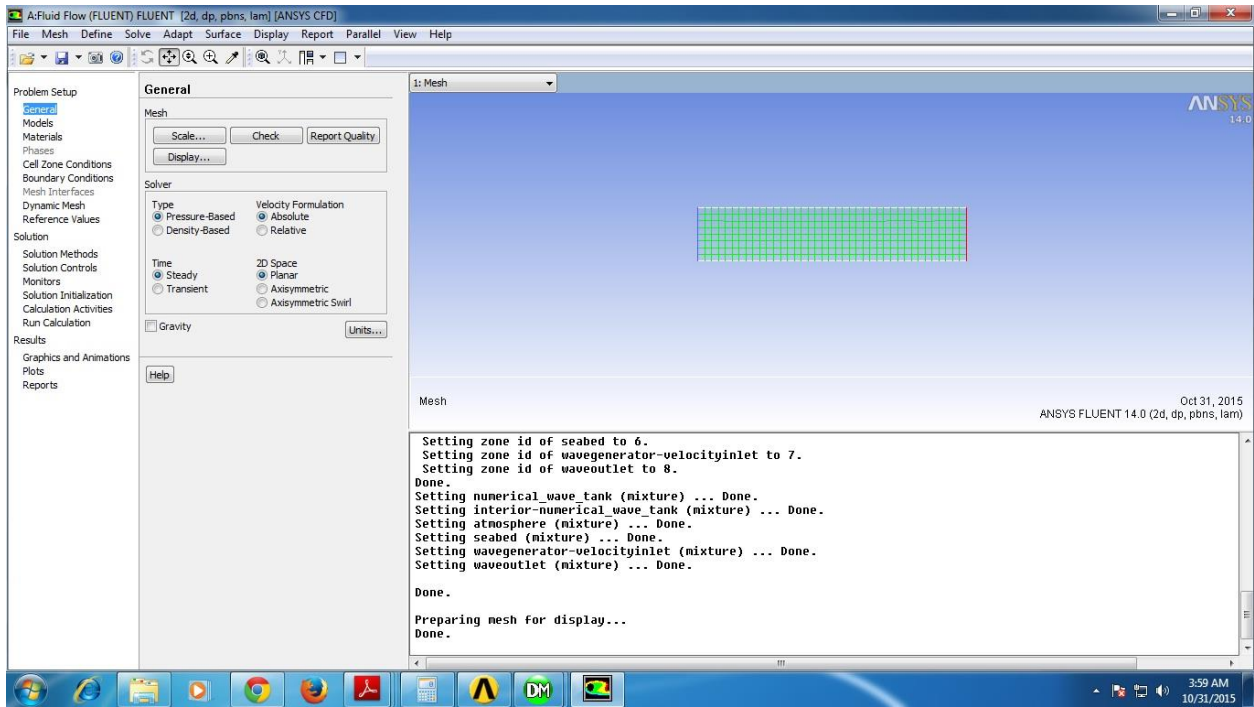 A:Fluid Flow (FLUENT) FLUENT [2d, dp, pbns, lam] [ANSYS CFD]
File Mesh Define Solve Adapt Surface Display Report Parallel View Help
Problem Setup
General
Models
Materials
Phases
Cell Zone Conditions
Boundary Conditions
Mesh Interfaces
Dynamic Mesh
Reference Values
Solution
Solution Methods
Solution Controls
Monitors
Solution Initialization
Calculation Activities
Run Calculation
Results
Graphics and Animations
Plots
Reports
General
Mesh
Scale... Check Report Quality
Display...
Solver
Type Velocity Formulation
Pressure-Based Absolute
Density-Based Relative
Time 2D Space
Steady Planar
Transient Axisymmetric
Axisymmetric Swirl
Gravity Units...
Help
1: Mesh
ANSYS
14.0
Mesh Oct 31, 2015
ANSYS FLUENT 14.0 (2d, dp, pbns, lam)
Setting zone id of seabed to 6.
Setting zone id of wavegenerator-velocityinlet to 7.
Setting zone id of waveoutlet to 8.
Done.
Setting numerical_wave_tank (mixture) ... Done.
Setting interior-numerical_wave_tank (mixture) ... Done.
Setting atmosphere (mixture) ... Done.
Setting seabed (mixture) ... Done.
Setting wavegenerator-velocityinlet (mixture) ... Done.
Setting waveoutlet (mixture) ... Done.
Done.
Preparing mesh for display...
Done.
DM
3:59 AM
10/31/2015